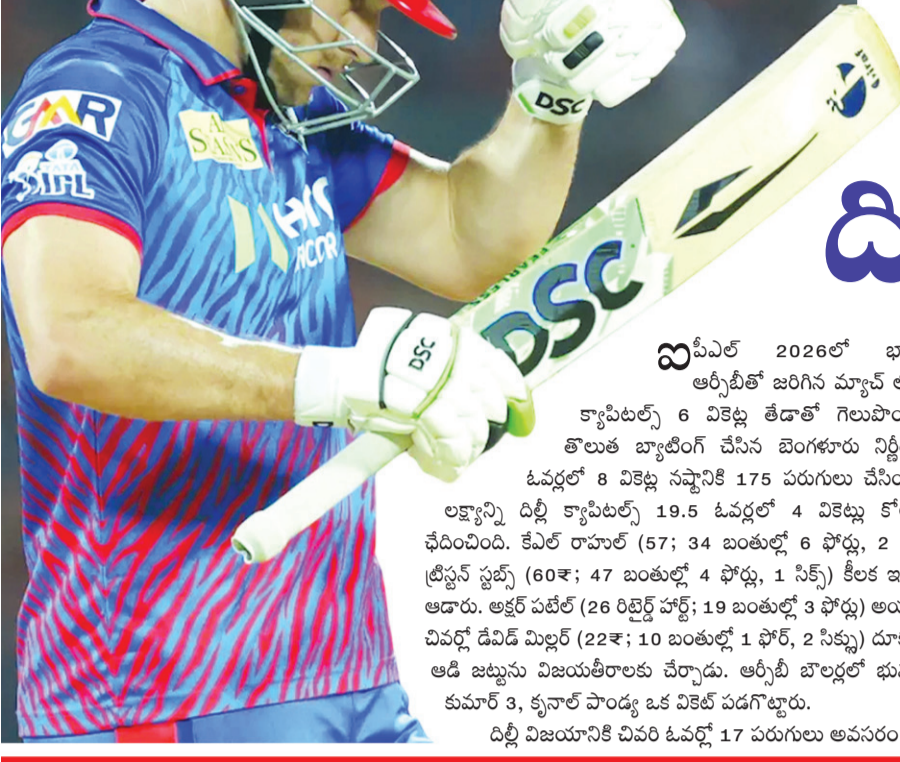 GMR
TATA
IPL
DSC
FEARLESS
DSC
DSC
ది
ఐపీఎల్ 2026లో
ఆర్సీబీతో జరిగిన మ్యాచ్
క్యాపిటల్స్ 6 వికెట్ల తేడాతో
తొలుత బ్యాటింగ్ చేసిన బెంగళూరు
ఓవర్లలో 8 వికెట్ల నష్టానికి 175 పరుగులు
లక్ష్యాన్ని దిల్లీ క్యాపిటల్స్ 19.5 ఓవర్లలో 4 వికెట్లు
ఛేదించింది. కేఎల్ రాహుల్ (57; 34 బంతుల్లో 6 ఫోర్లు, 2
ట్రిస్టన్ స్టబ్స్ (60₹; 47 బంతుల్లో 4 ఫోర్లు, 1 సిక్స్) కీలక
ఆడారు. అక్షర్ పటేల్ (26 రిటైర్డ్ హార్ట్; 19 బంతుల్లో 3 ఫోర్లు)
చివర్లో డేవిడ్ మిల్లర్ (22₹; 10 బంతుల్లో 1 ఫోర్, 2 సిక్స్లు)
ఆడి జట్టును విజయతీరాలకు చేర్చాడు. ఆర్సీబీ బౌలర్లలో
కుమార్ 3, కృనాల్ పాండ్య ఒక వికెట్ పడగొట్టారు.
దిల్లీ విజయానికి చివరి ఓవర్లో 17 పరుగులు అవసరం